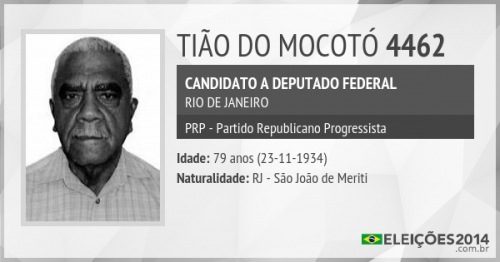 TIÃO DO MOCOTÓ 4462
CANDIDATO A DEPUTADO FEDERAL
RIO DE JANEIRO
PRP - Partido Republicano Progressista
Idade: 79 anos (23-11-1934)
Naturalidade: RJ - São João de Meriti
ELEIÇÕES2014
.com.br